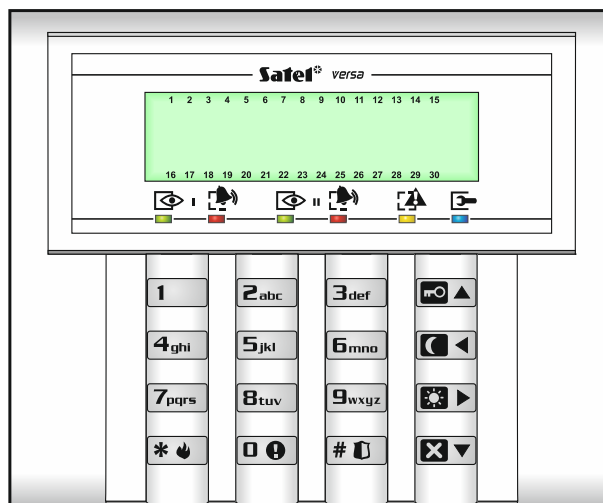 Satel versa
1 2 3 4 5 6 7 8 9 10 11 12 13 14 15
16 17 18 19 20 21 22 23 24 25 26 27 28 29 30
I II
1 2abc 3def
4ghi 5jkl 6mno
7pqrs 8tuv 9wxyz
* 0 #